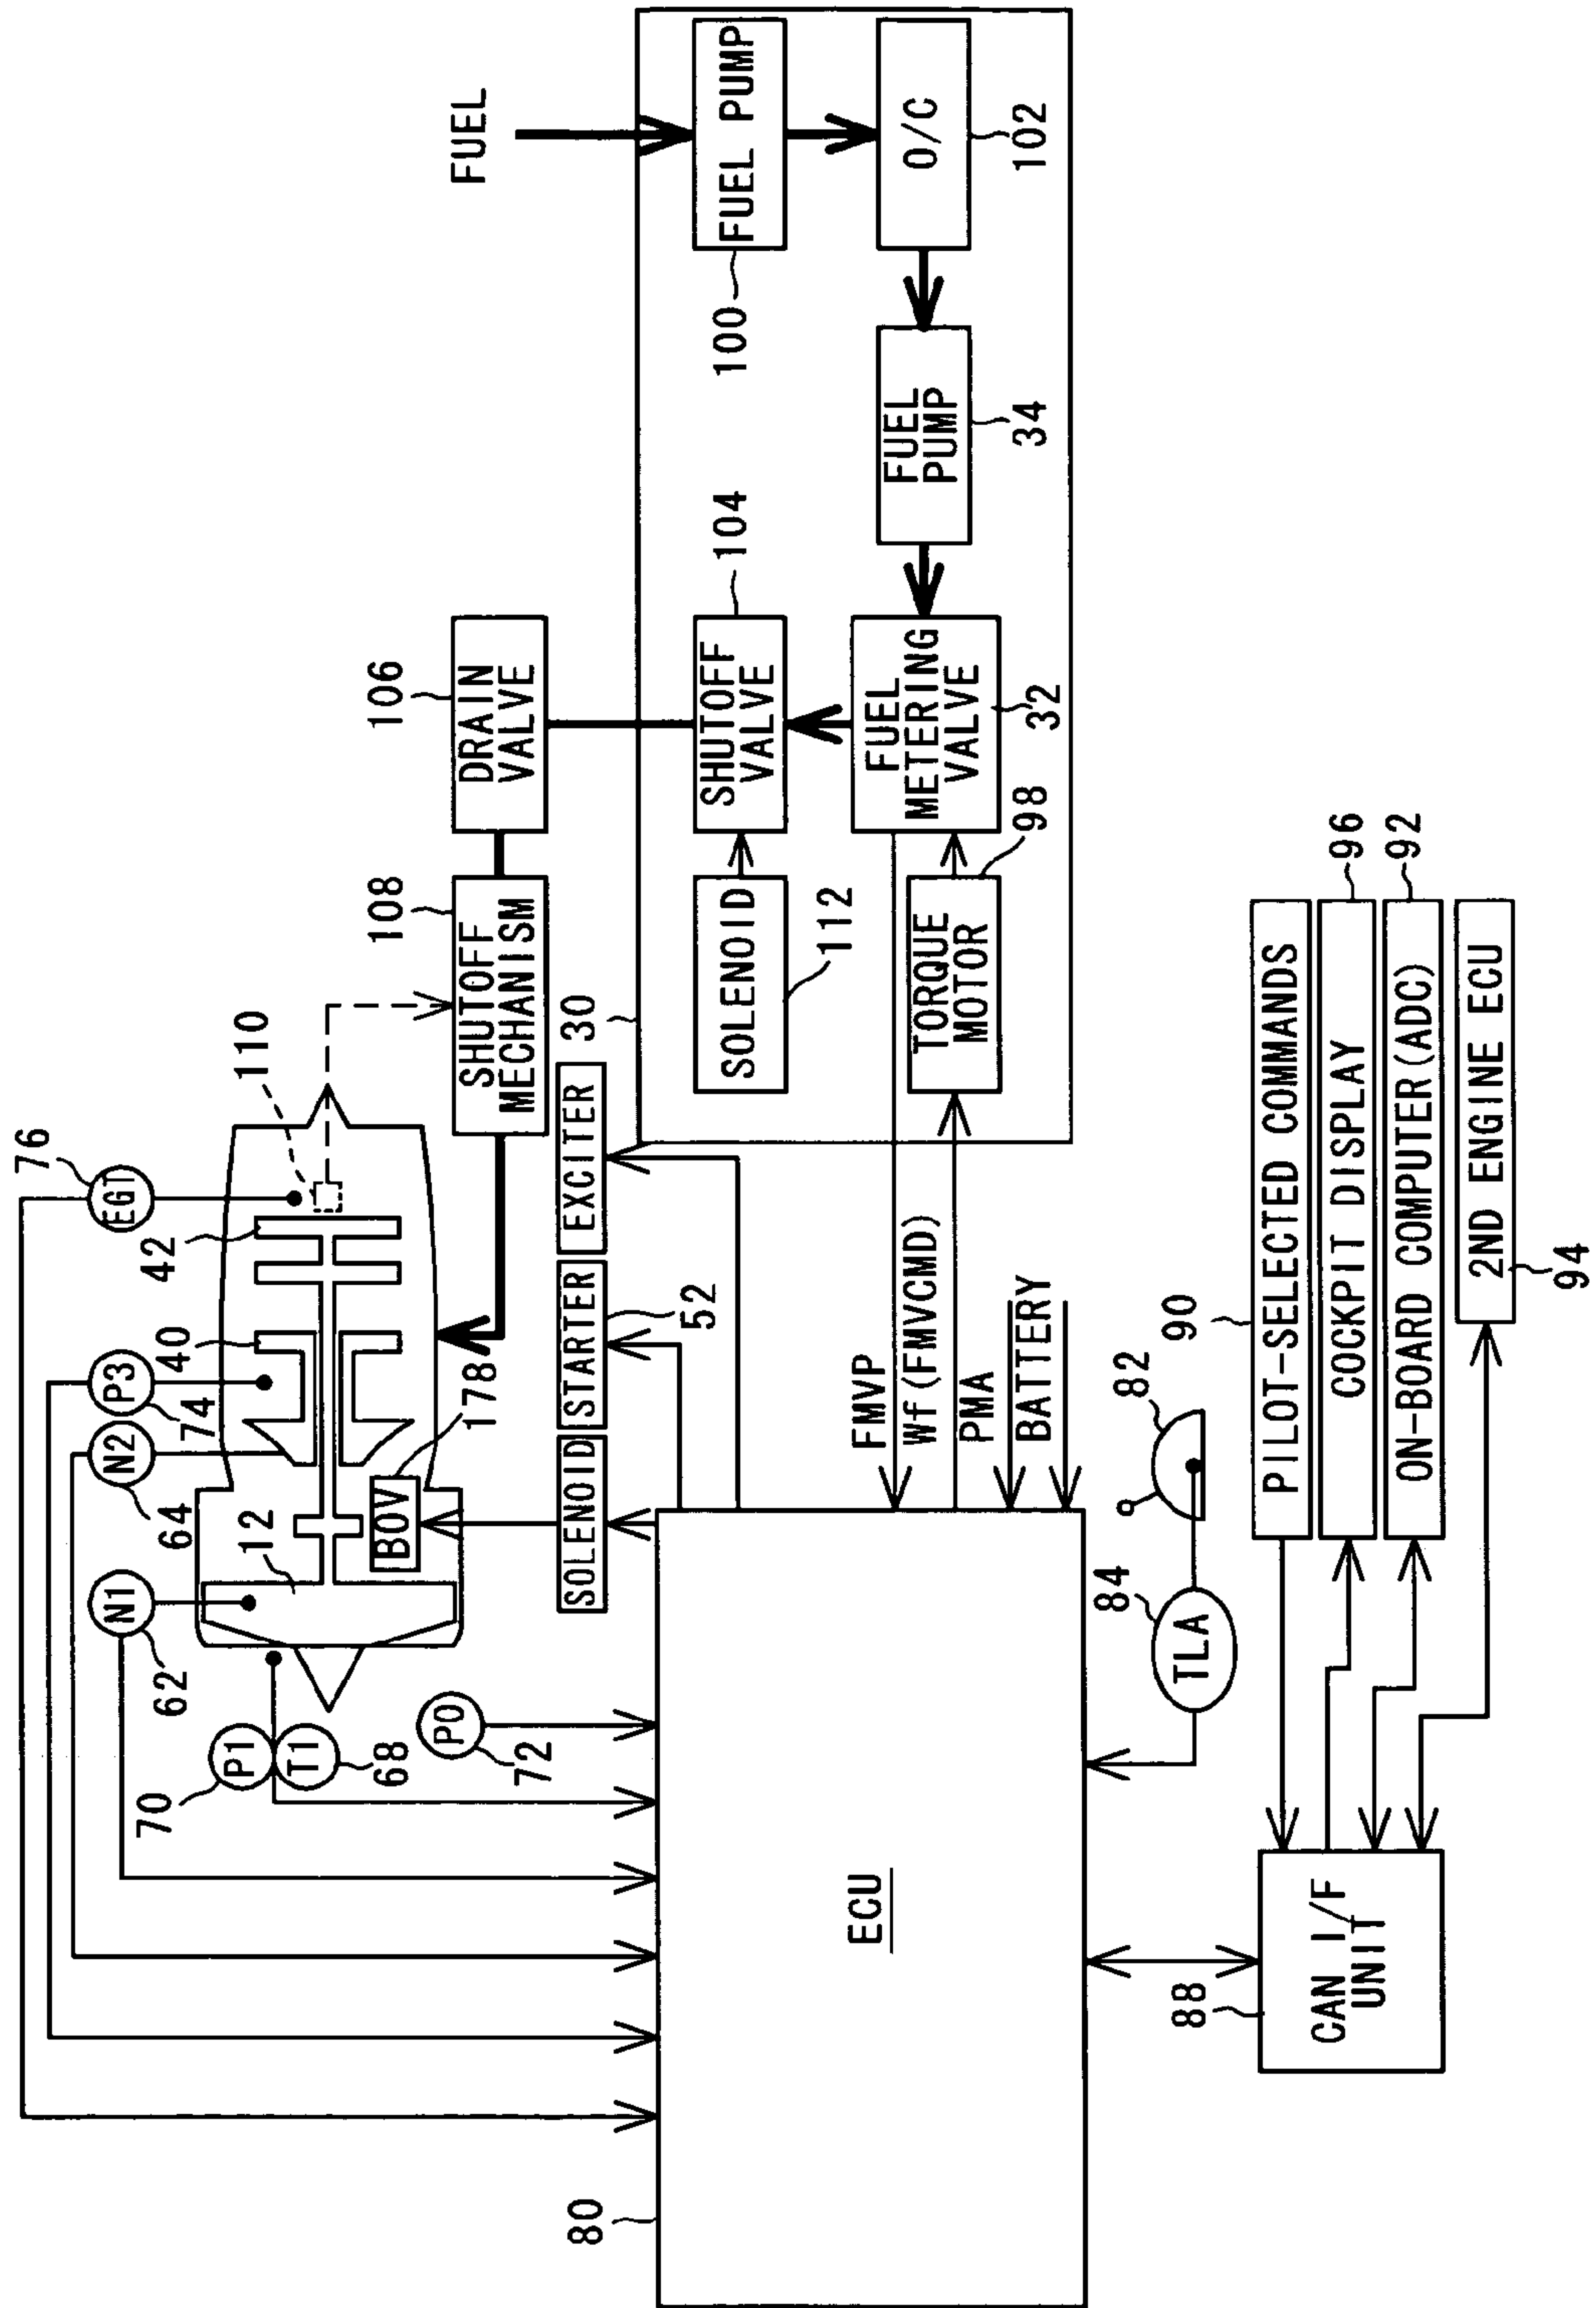 76
EGT
42
P3
74
40
N2
64
N1
62
12
110
P1
70
T1
68
P0
72
BOV
178
SOLENOID
STARTER
52
EXCITER
30
108
SHUTOFF
MECHANISM
106
DRAIN
VALVE
FUEL
104
SHUTOFF
VALVE
SOLENOID
112
FUEL PUMP
100
O/C
102
FUEL
PUMP
34
FUEL
METERING
VALVE
32
TORQUE
MOTOR
98
FMVP
Wf(FMVCMD)
PMA
BATTERY
80
ECU
TLA
84
82
88
CAN I/F
UNIT
90
PILOT-SELECTED COMMANDS
COCKPIT DISPLAY
96
ON-BOARD COMPUTER(ADC)
92
2ND ENGINE ECU
94